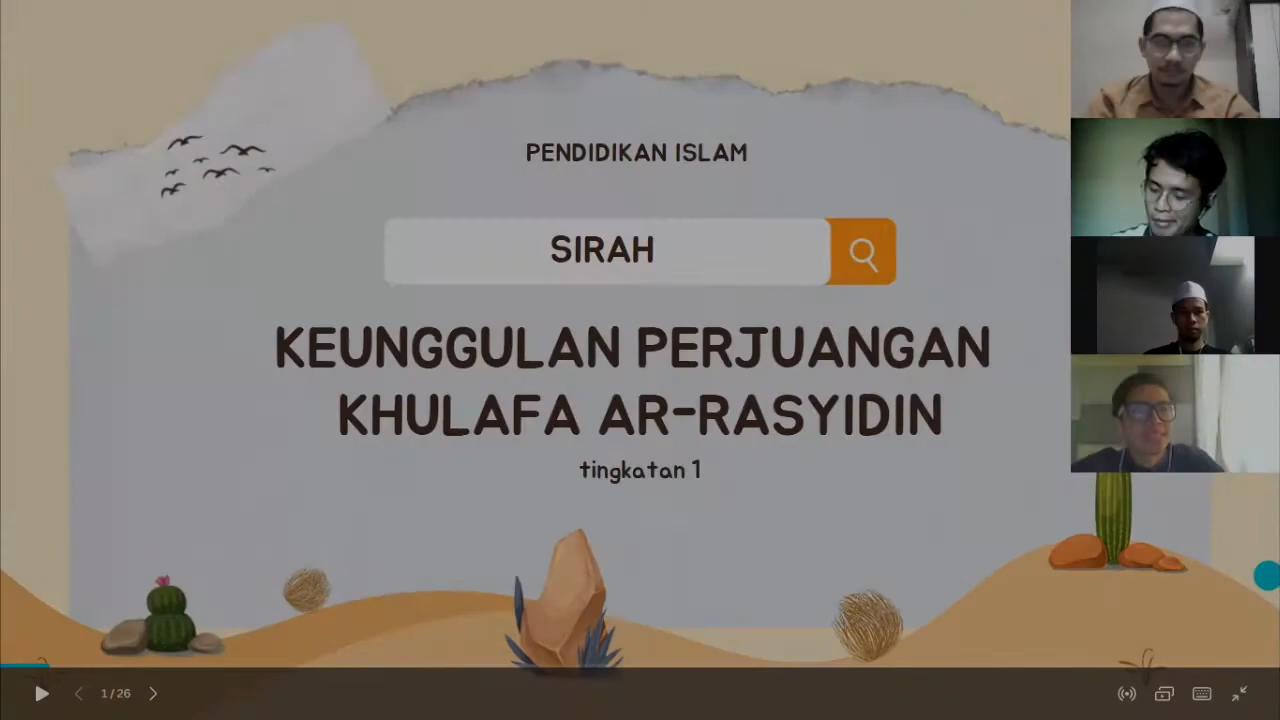 PENDIDIKAN ISLAM
SIRAH
KEUNGGULAN PERJUANGAN
KHULAFA AR-RASYIDIN
tingkatan 1
1/26